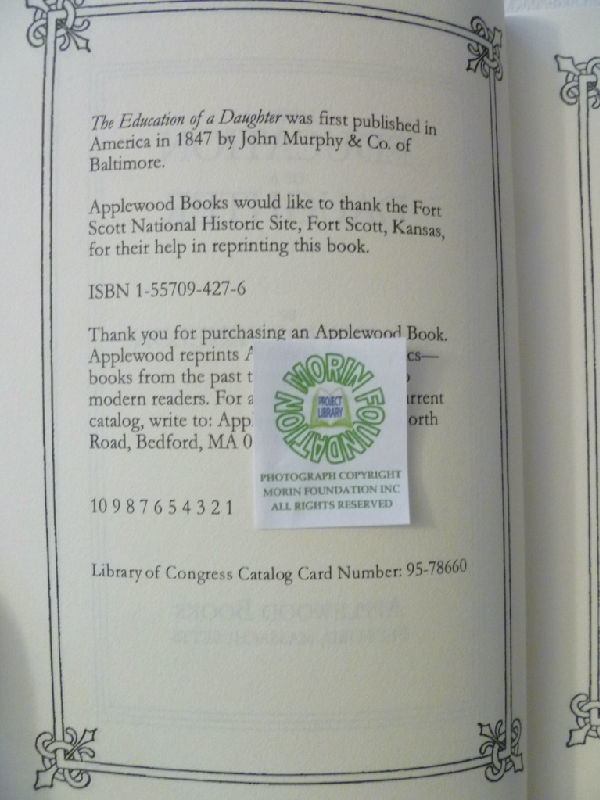 The Education of a Daughter was first published in
America in 1847 by John Murphy & Co. of
Baltimore.
Applewood Books would like to thank the Fort
Scott National Historic Site, Fort Scott, Kansas,
for their help in reprinting this book.
ISBN 1-55709-427-6
Thank you for purchasing an Applewood Book.
Applewood reprints A cs—
books from the past t
modern readers. For a urrent
catalog, write to: Appl orth
Road, Bedford, MA 0
10 9 8 7 6 5 4 3 2 1
Library of Congress Catalog Card Number: 95-78660
MORIN FOUNDATION
PROJECT
LIBRARY
PHOTOGRAPH COPYRIGHT
MORIN FOUNDATION INC
ALL RIGHTS RESERVED